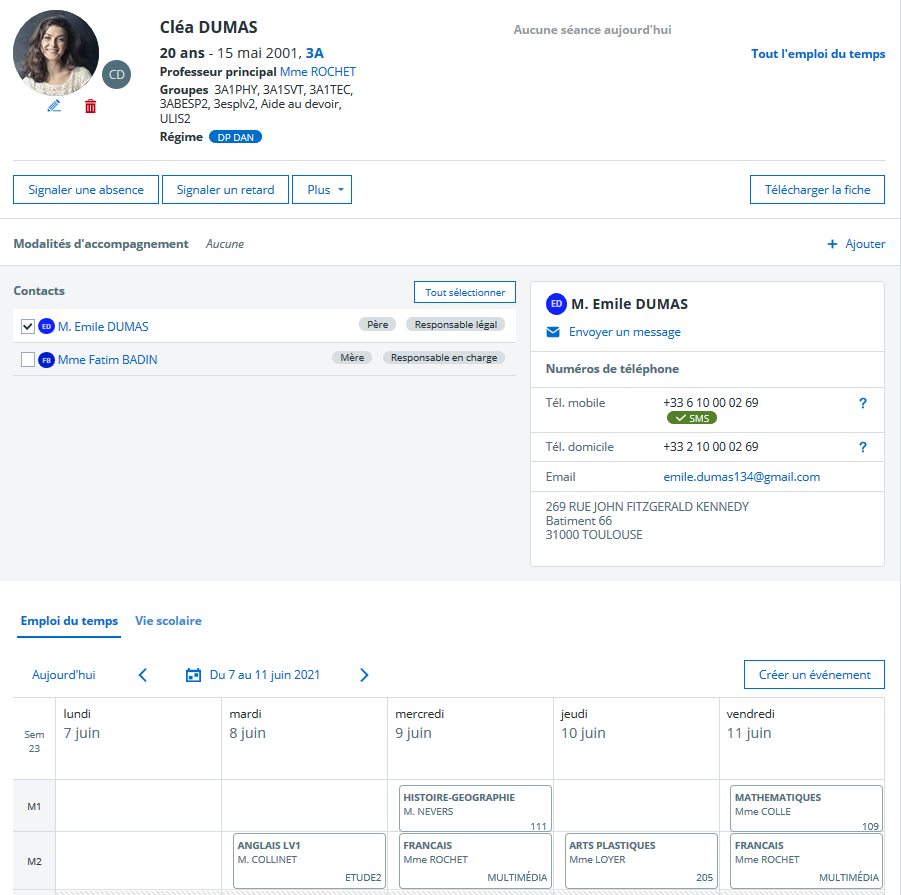 Cléa DUMAS
20 ans - 15 mai 2001, 3A
Professeur principal Mme ROCHET
Groupes 3A1PHY, 3A1SVT, 3A1TEC,
3ABESP2, 3esplv2, Aide au devoir,
ULIS2
Régime DP DAN
CD
Aucune séance aujourd'hui
Tout l'emploi du temps
Signaler une absence
Signaler un retard
Plus
Télécharger la fiche
Modalités d'accompagnement Aucune
+ Ajouter
Contacts
Tout sélectionner
ED M. Emile DUMAS Père Responsable légal
FB Mme Fatim BADIN Mère Responsable en charge
ED M. Emile DUMAS
Envoyer un message
Numéros de téléphone
Tél. mobile +33 6 10 00 02 69 ?
SMS
Tél. domicile +33 2 10 00 02 69 ?
Email emile.dumas134@gmail.com
269 RUE JOHN FITZGERALD KENNEDY
Batiment 66
31000 TOULOUSE
Emploi du temps Vie scolaire
Aujourd'hui
Du 7 au 11 juin 2021
Créer un événement
Sem
23
lundi
7 juin
mardi
8 juin
mercredi
9 juin
jeudi
10 juin
vendredi
11 juin
M1
HISTOIRE-GEOGRAPHIE
M. NEVERS
111
MATHEMATIQUES
Mme COLLE
109
M2
ANGLAIS LV1
M. COLLINET
ETUDE2
FRANCAIS
Mme ROCHET
MULTIMÉDIA
ARTS PLASTIQUES
Mme LOYER
205
FRANCAIS
Mme ROCHET
MULTIMÉDIA